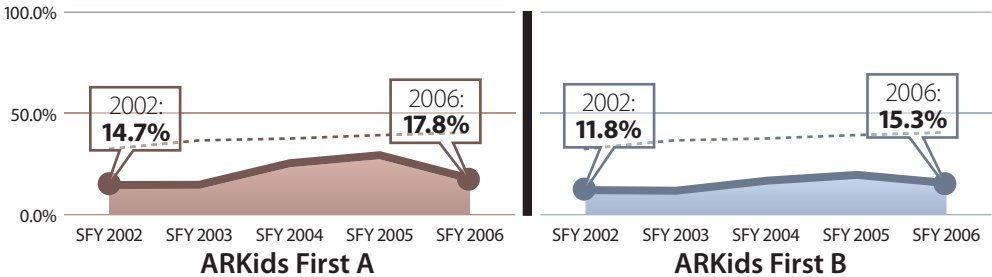 100.0%
50.0%
0.0%
2002:
14.7%
2006:
17.8%
SFY 2002 SFY 2003 SFY 2004 SFY 2005 SFY 2006
ARKids First A
2002:
11.8%
2006:
15.3%
SFY 2002 SFY 2003 SFY 2004 SFY 2005 SFY 2006
ARKids First B